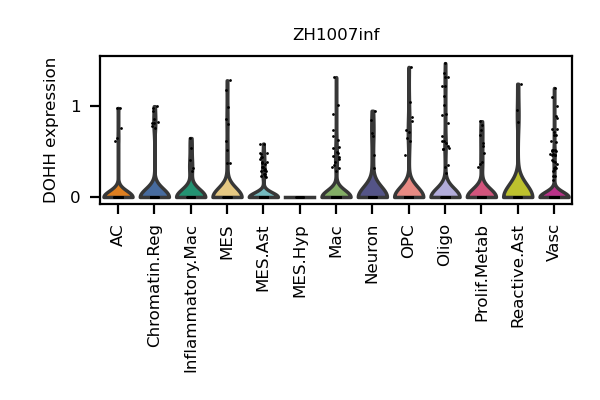 ZH1007inf
DOHH expression
1
0
AC
Chromatin.Reg
Inflammatory.Mac
MES
MES.Ast
MES.Hyp
Mac
Neuron
OPC
Oligo
Prolif.Metab
Reactive.Ast
Vasc